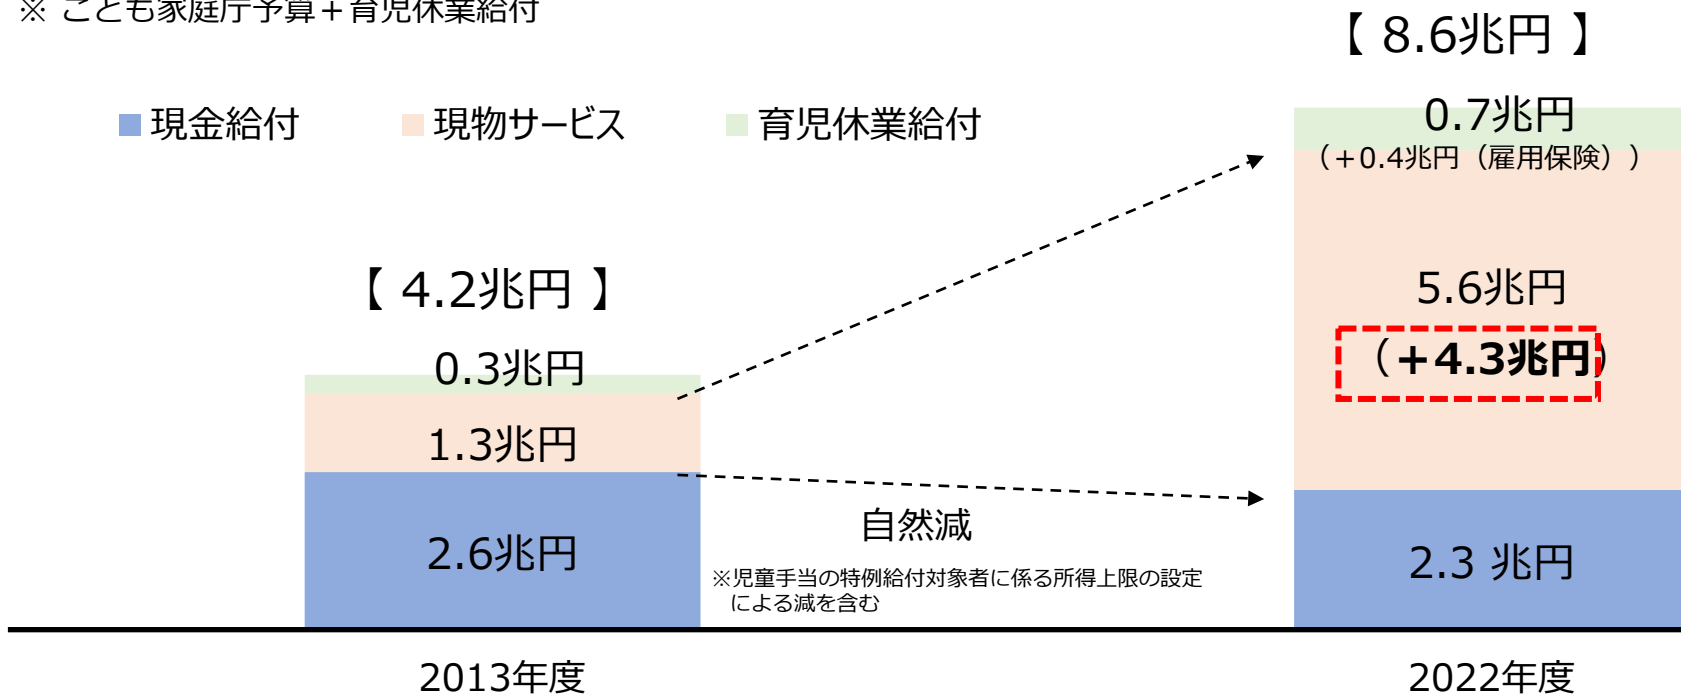 ※ こども家庭庁予算＋育児休業給付
【 8.6兆円 】
現金給付 現物サービス 育児休業給付
0.7兆円
（+0.4兆円（雇用保険））
【 4.2兆円 】
5.6兆円
（+4.3兆円）
0.3兆円
1.3兆円
2.6兆円
自然減
※児童手当の特例給付対象者に係る所得上限の設定
による減を含む
2.3 兆円
2013年度
2022年度